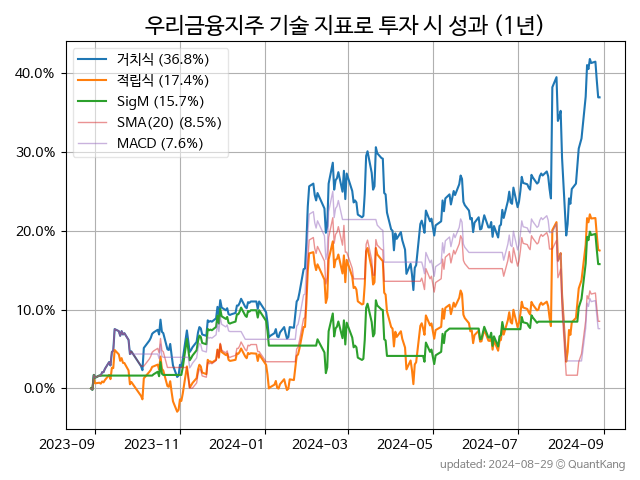 우리금융지주 기술 지표로 투자 시 성과 (1년)
거치식 (36.8%)
적립식 (17.4%)
SigM (15.7%)
SMA(20) (8.5%)
MACD (7.6%)
40.0%
30.0%
20.0%
10.0%
0.0%
2023-09 2023-11 2024-01 2024-03 2024-05 2024-07 2024-09
updated: 2024-08-29 © QuantKang